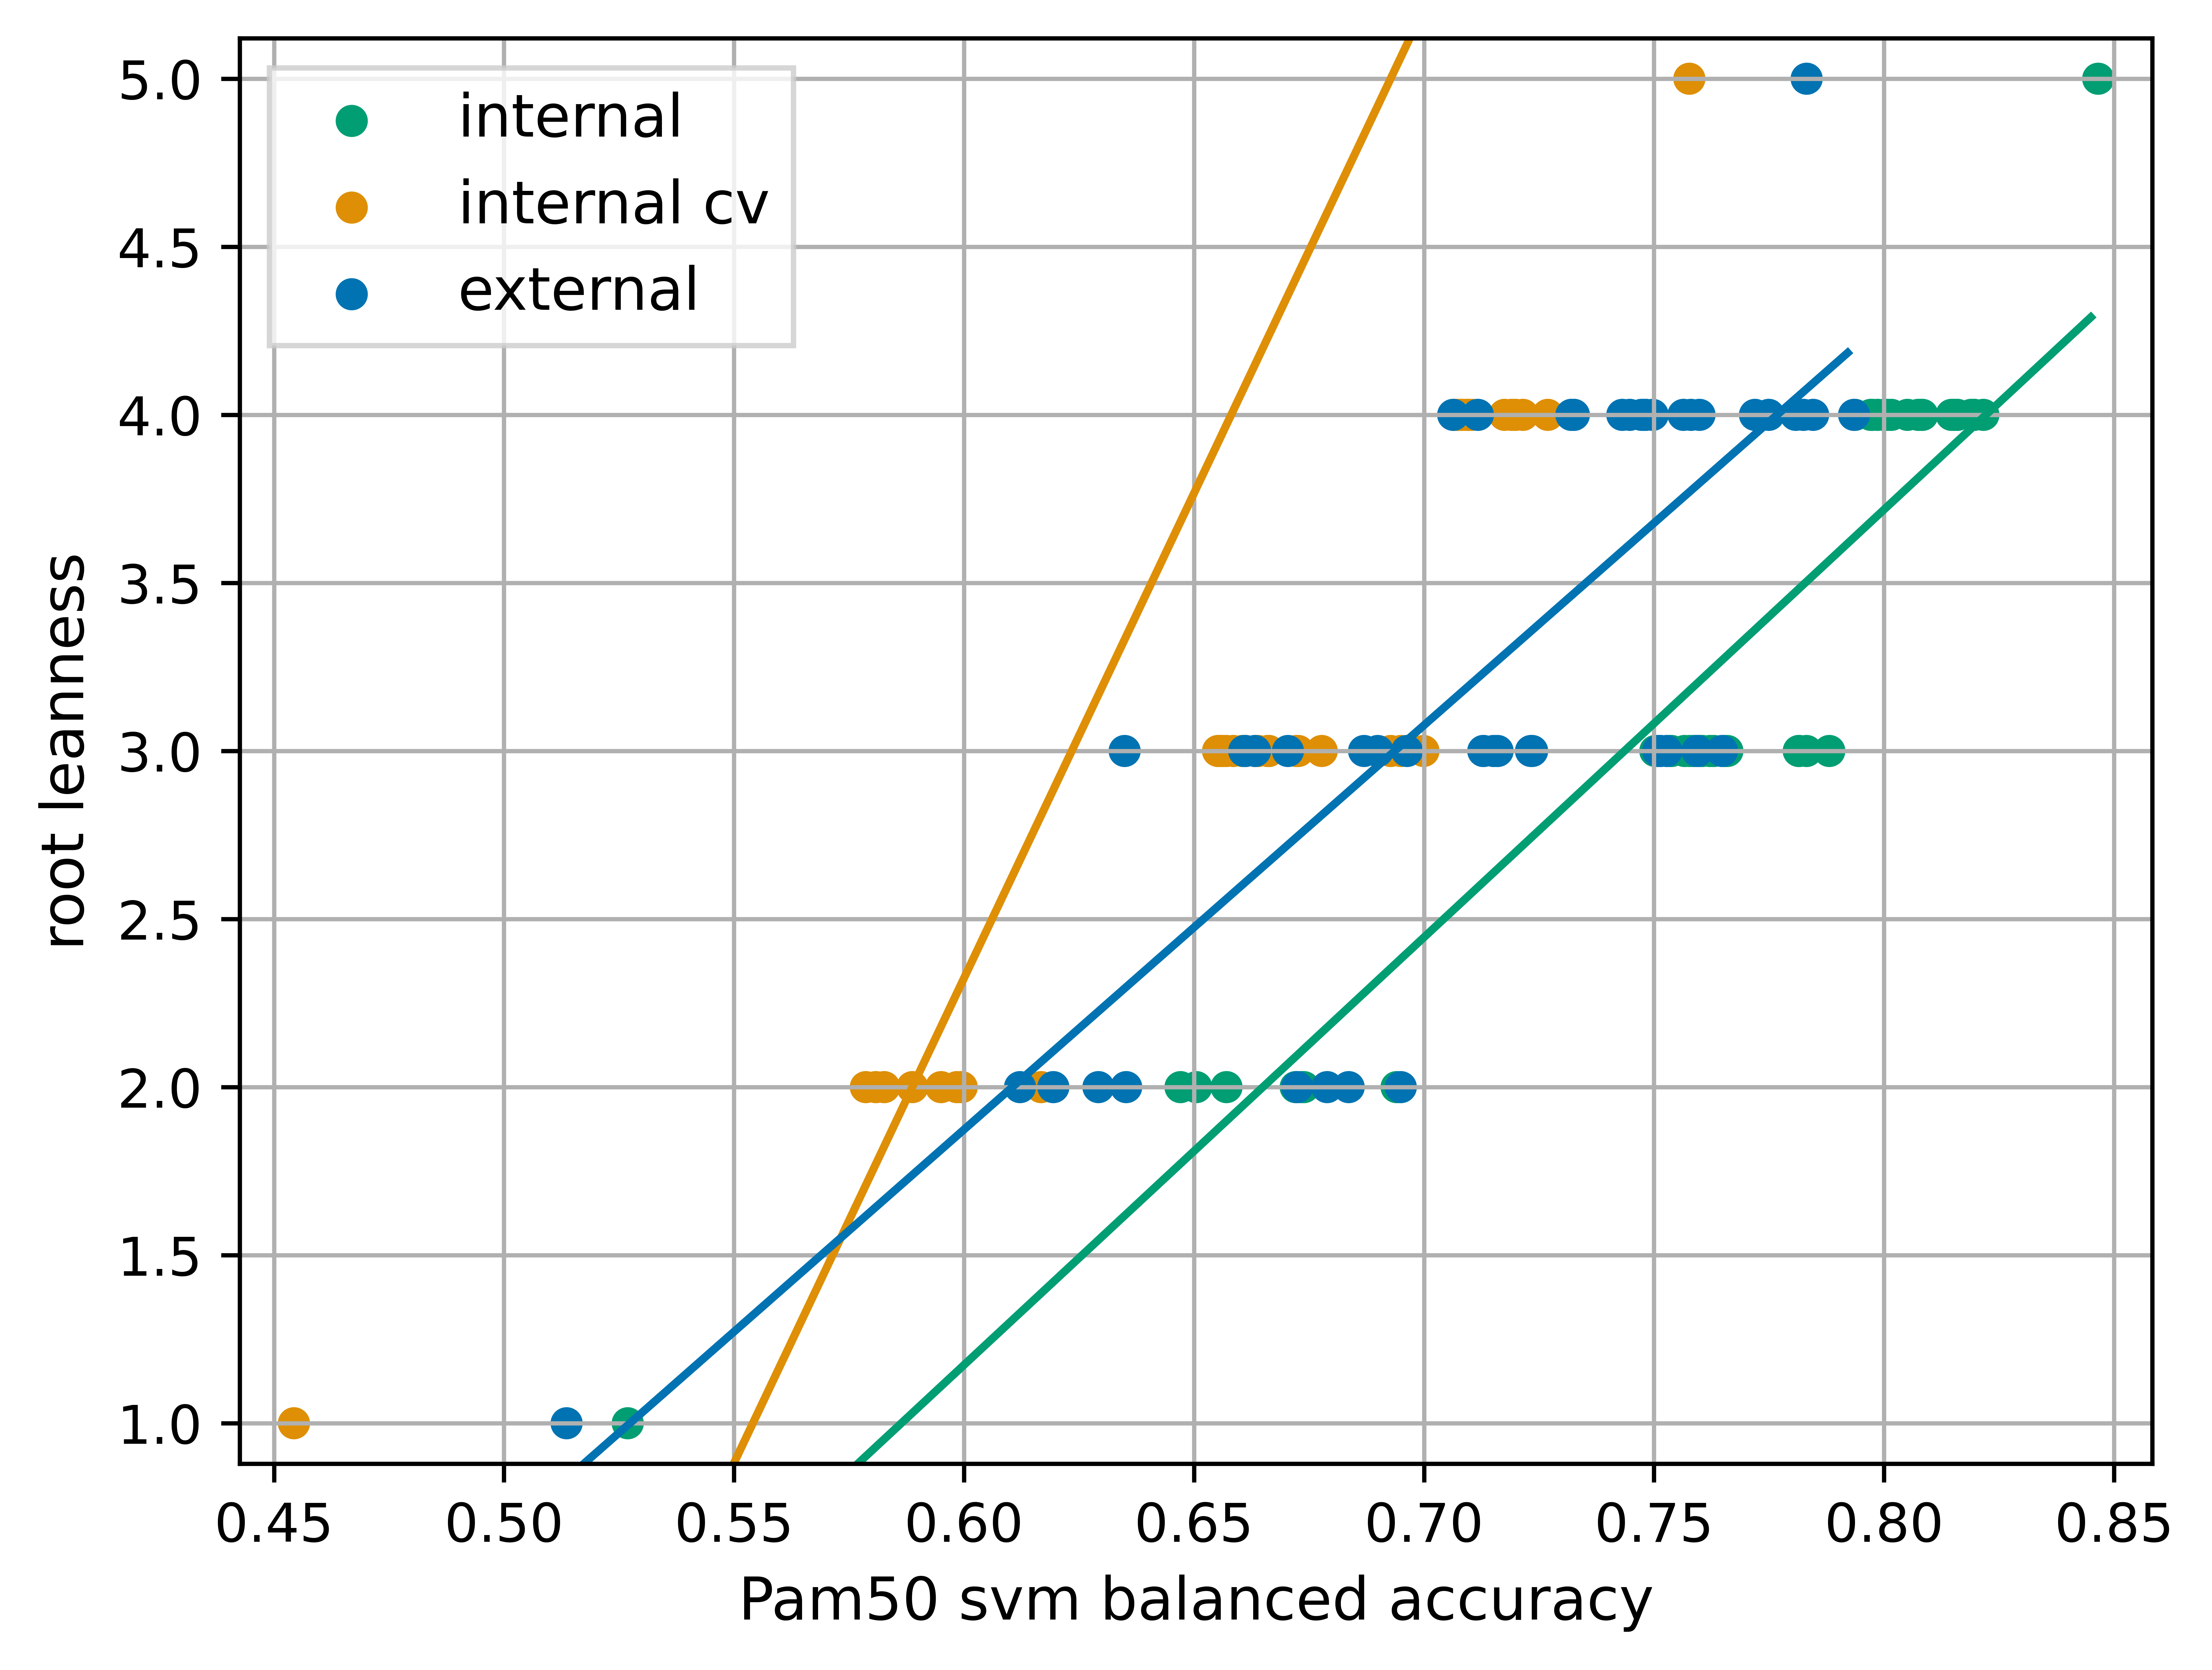 internal
internal cv
external
5.0
4.5
4.0
3.5
3.0
2.5
2.0
1.5
1.0
root leanness
0.45 0.50 0.55 0.60 0.65 0.70 0.75 0.80 0.85
Pam50 svm balanced accuracy